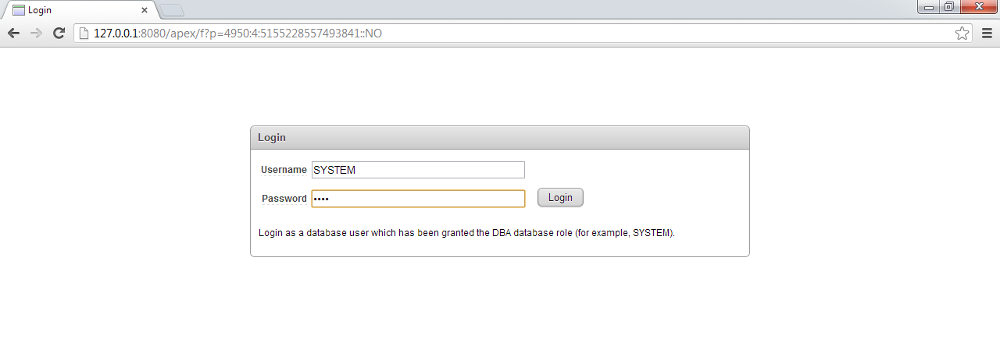 Login
127.0.0.1:8080/apex/f?p=4950:4:5155228557493841::NO
Login
Username SYSTEM
Password •••• Login
Login as a database user which has been granted the DBA database role (for example, SYSTEM).